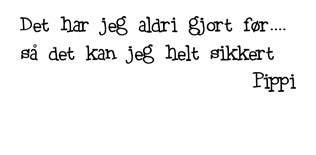 Det har jeg aldri gjort før....
så det kan jeg helt sikkert
Pippi